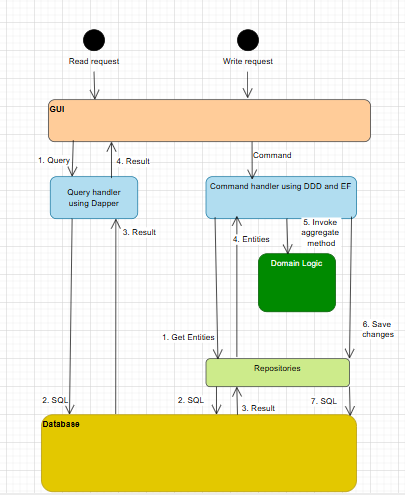 Read request
Write request
GUI
1. Query
4. Result
Command
Query handler
using Dapper
Command handler using DDD and EF
3. Result
4. Entities
5. Invoke
aggregate
method
Domain Logic
1. Get Entities
6. Save
changes
Repositories
2. SQL
2. SQL
3. Result
7. SQL
Database